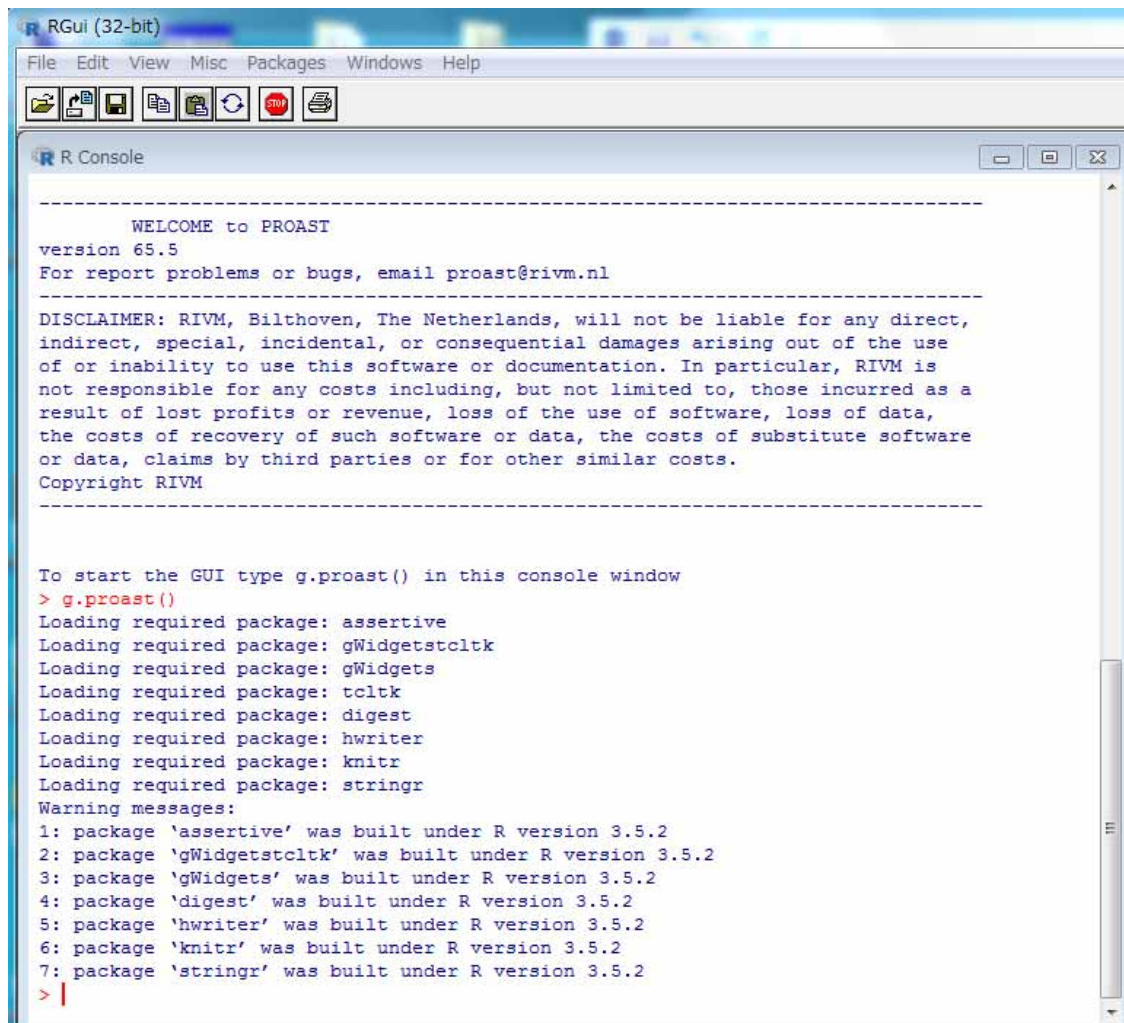 RGui (32-bit)
File Edit View Misc Packages Windows Help
STOP
R Console
--------------------------------------------------------------------------------
WELCOME to PROAST
version 65.5
For report problems or bugs, email proast@rivm.nl
--------------------------------------------------------------------------------
DISCLAIMER: RIVM, Bilthoven, The Netherlands, will not be liable for any direct,
indirect, special, incidental, or consequential damages arising out of the use
of or inability to use this software or documentation. In particular, RIVM is
not responsible for any costs including, but not limited to, those incurred as a
result of lost profits or revenue, loss of the use of software, loss of data,
the costs of recovery of such software or data, the costs of substitute software
or data, claims by third parties or for other similar costs.
Copyright RIVM
--------------------------------------------------------------------------------
To start the GUI type g.proast() in this console window
> g.proast()
Loading required package: assertive
Loading required package: gWidgetstcltk
Loading required package: gWidgets
Loading required package: tcltk
Loading required package: digest
Loading required package: hwriter
Loading required package: knitr
Loading required package: stringr
Warning messages:
1: package ‘assertive’ was built under R version 3.5.2
2: package ‘gWidgetstcltk’ was built under R version 3.5.2
3: package ‘gWidgets’ was built under R version 3.5.2
4: package ‘digest’ was built under R version 3.5.2
5: package ‘hwriter’ was built under R version 3.5.2
6: package ‘knitr’ was built under R version 3.5.2
7: package ‘stringr’ was built under R version 3.5.2
>